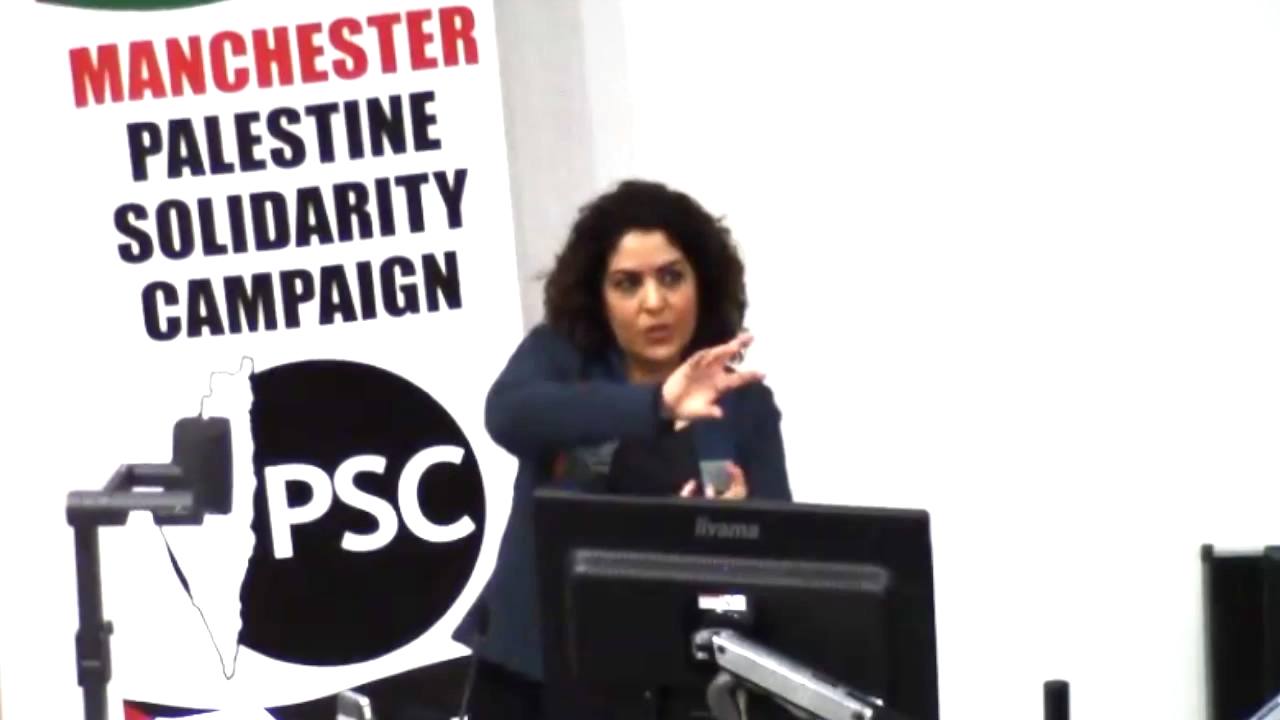 MANCHESTER
PALESTINE
SOLIDARITY
CAMPAIGN
PSC
iiyama